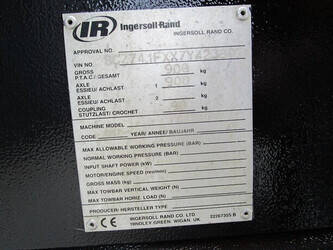 IR Ingersoll-Rand
INGERSOLL-RAND CO.
APPROVAL NO.
VIN NO
GROSS
P.T.A.C./GESAMT 900 kg
AXLE
ESSIEU/ ACHLAST 1 - kg
AXLE
ESSIEU/ ACHLAST 2 - kg
COUPLING
STUTZLAST/ CROCHET kg
MACHINE MODEL
CODE YEAR/ ANNEE/ BAUJAHR
MAX ALLOWABLE WORKING PRESSURE (BAR)
NORMAL WORKING PRESSURE (BAR)
INPUT SHAFT POWER (kW)
MOTOR/ENGINE SPEED (rev/min)
GROSS MASS (kg)
MAX TOWBAR VERTICAL WEIGHT (N)
MAX TOWBAR HORIZ. LOAD (N)
PRODUCER/ HERSTELLER TYPE
INGERSOLL RAND CO. LTD. 22267355 B
HINDLEY GREEN, WIGAN, UK